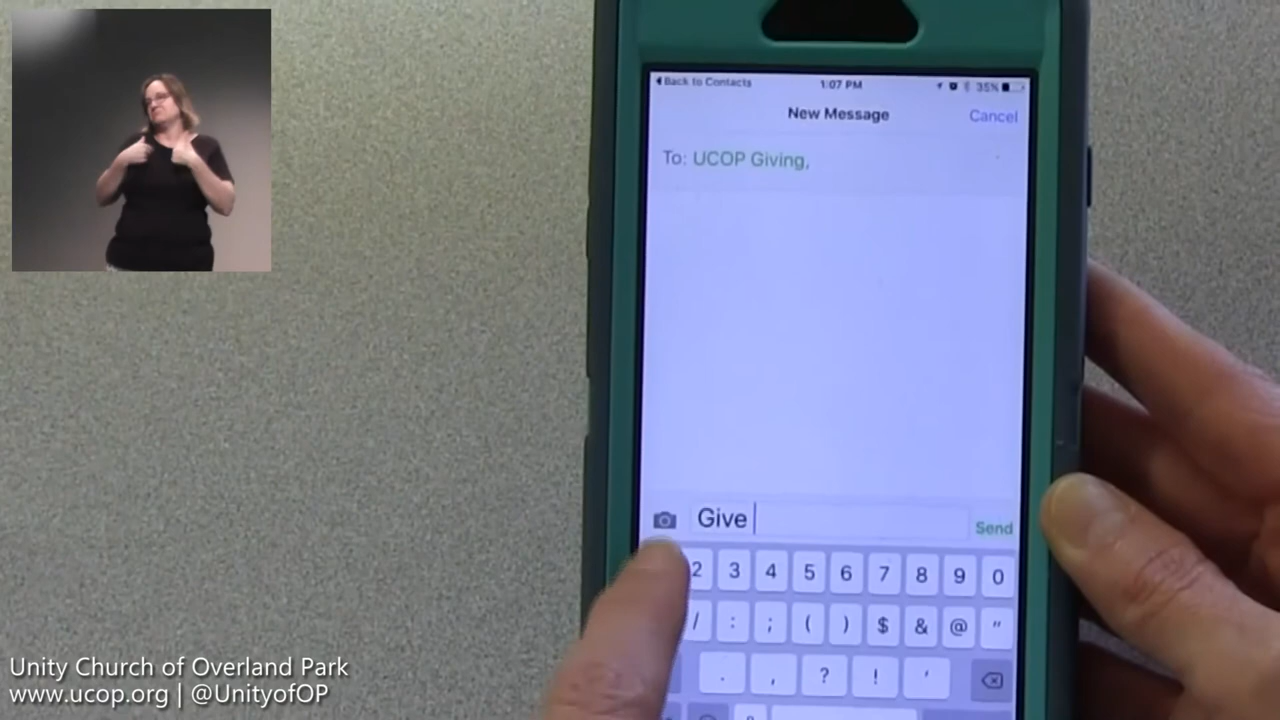 Back to Contacts 1:07 PM 35%
New Message Cancel
To: UCOP Giving,
Give Send
2 3 4 5 6 7 8 9 0
/ : ; ( ) $ & @ "
. , ? ! '
Unity Church of Overland Park
www.ucop.org | @UnityofOP